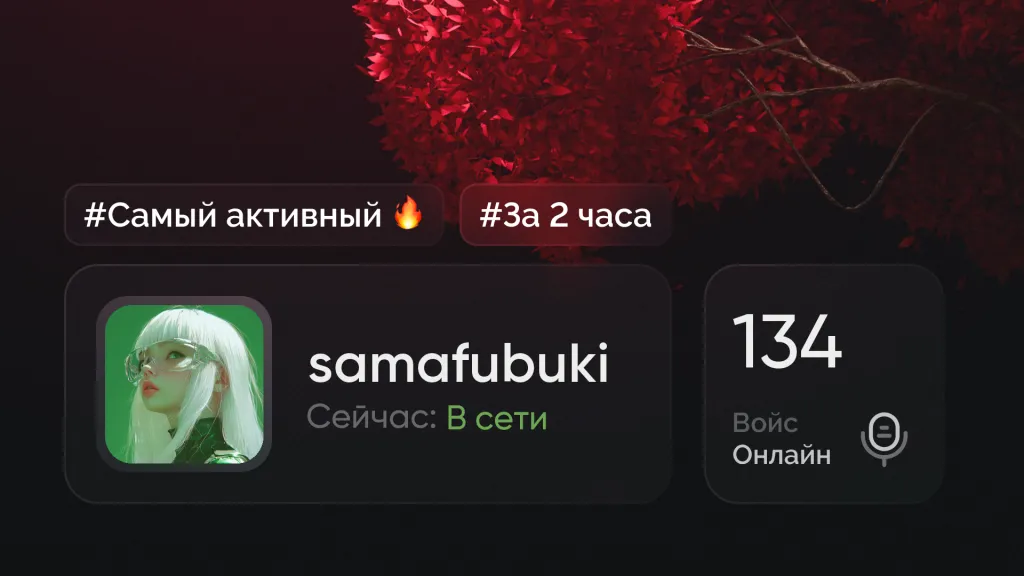 #Самый активный 🔥 #За 2 часа
samafubuki
Сейчас: В сети
134
Войс
Онлайн